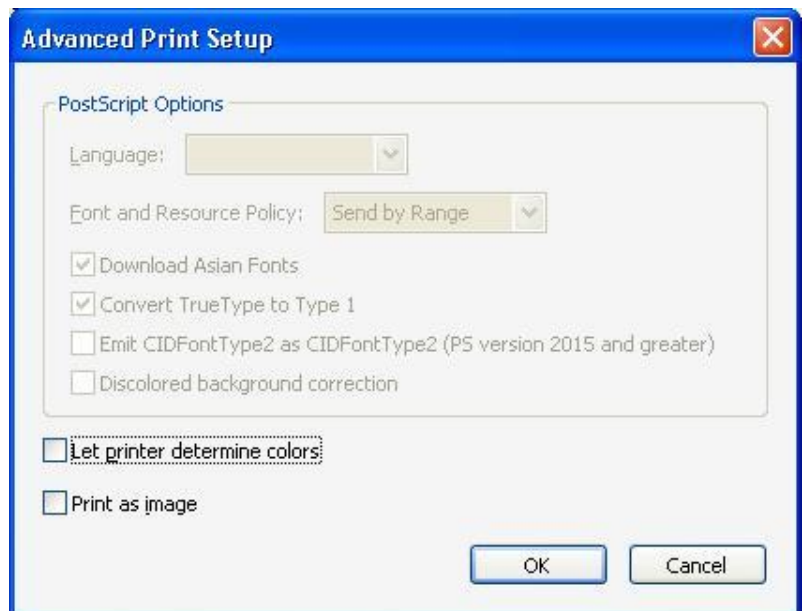 Advanced Print Setup
PostScript Options
Language:
Font and Resource Policy: Send by Range
Download Asian Fonts
Convert TrueType to Type 1
Emit CIDFontType2 as CIDFontType2 (PS version 2015 and greater)
Discolored background correction
Let printer determine colors
Print as image
OK Cancel